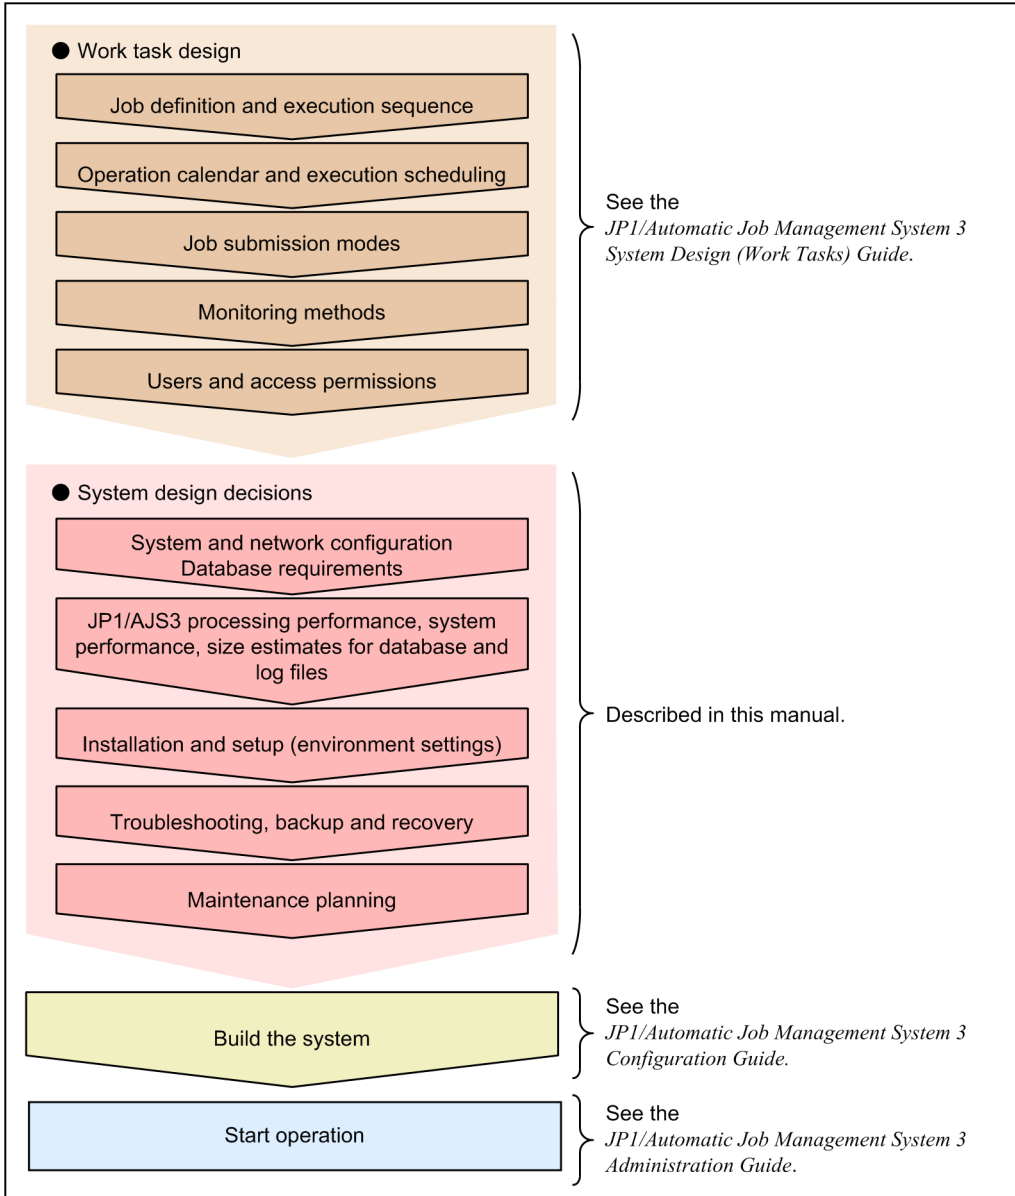 ● Work task design
Job definition and execution sequence
Operation calendar and execution scheduling
Job submission modes
Monitoring methods
Users and access permissions
See the
JP1/Automatic Job Management System 3
System Design (Work Tasks) Guide.
● System design decisions
System and network configuration
Database requirements
JP1/AJS3 processing performance, system
performance, size estimates for database and
log files
Installation and setup (environment settings)
Troubleshooting, backup and recovery
Maintenance planning
Described in this manual.
Build the system
See the
JP1/Automatic Job Management System 3
Configuration Guide.
Start operation
See the
JP1/Automatic Job Management System 3
Administration Guide.